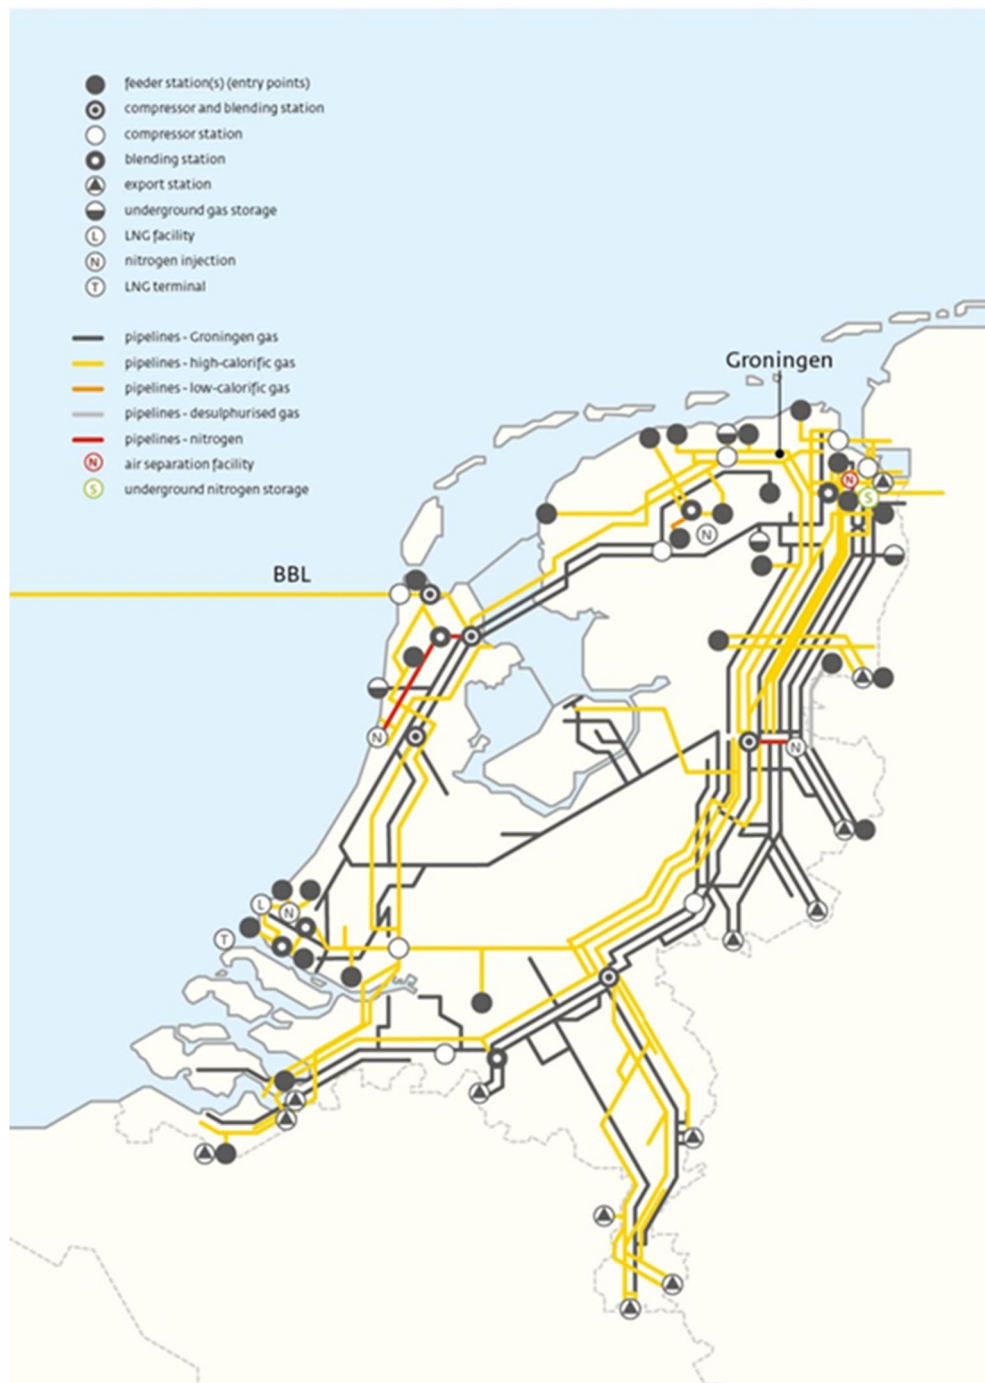 feeder station(s) (entry points)
compressor and blending station
compressor station
blending station
export station
underground gas storage
L LNG facility
N nitrogen injection
T LNG terminal
pipelines - Groningen gas
pipelines - high-calorific gas
pipelines - low-calorific gas
pipelines - desulphurised gas
pipelines - nitrogen
N air separation facility
S underground nitrogen storage
Groningen
N
S
N
BBL
N
N
L
N
T